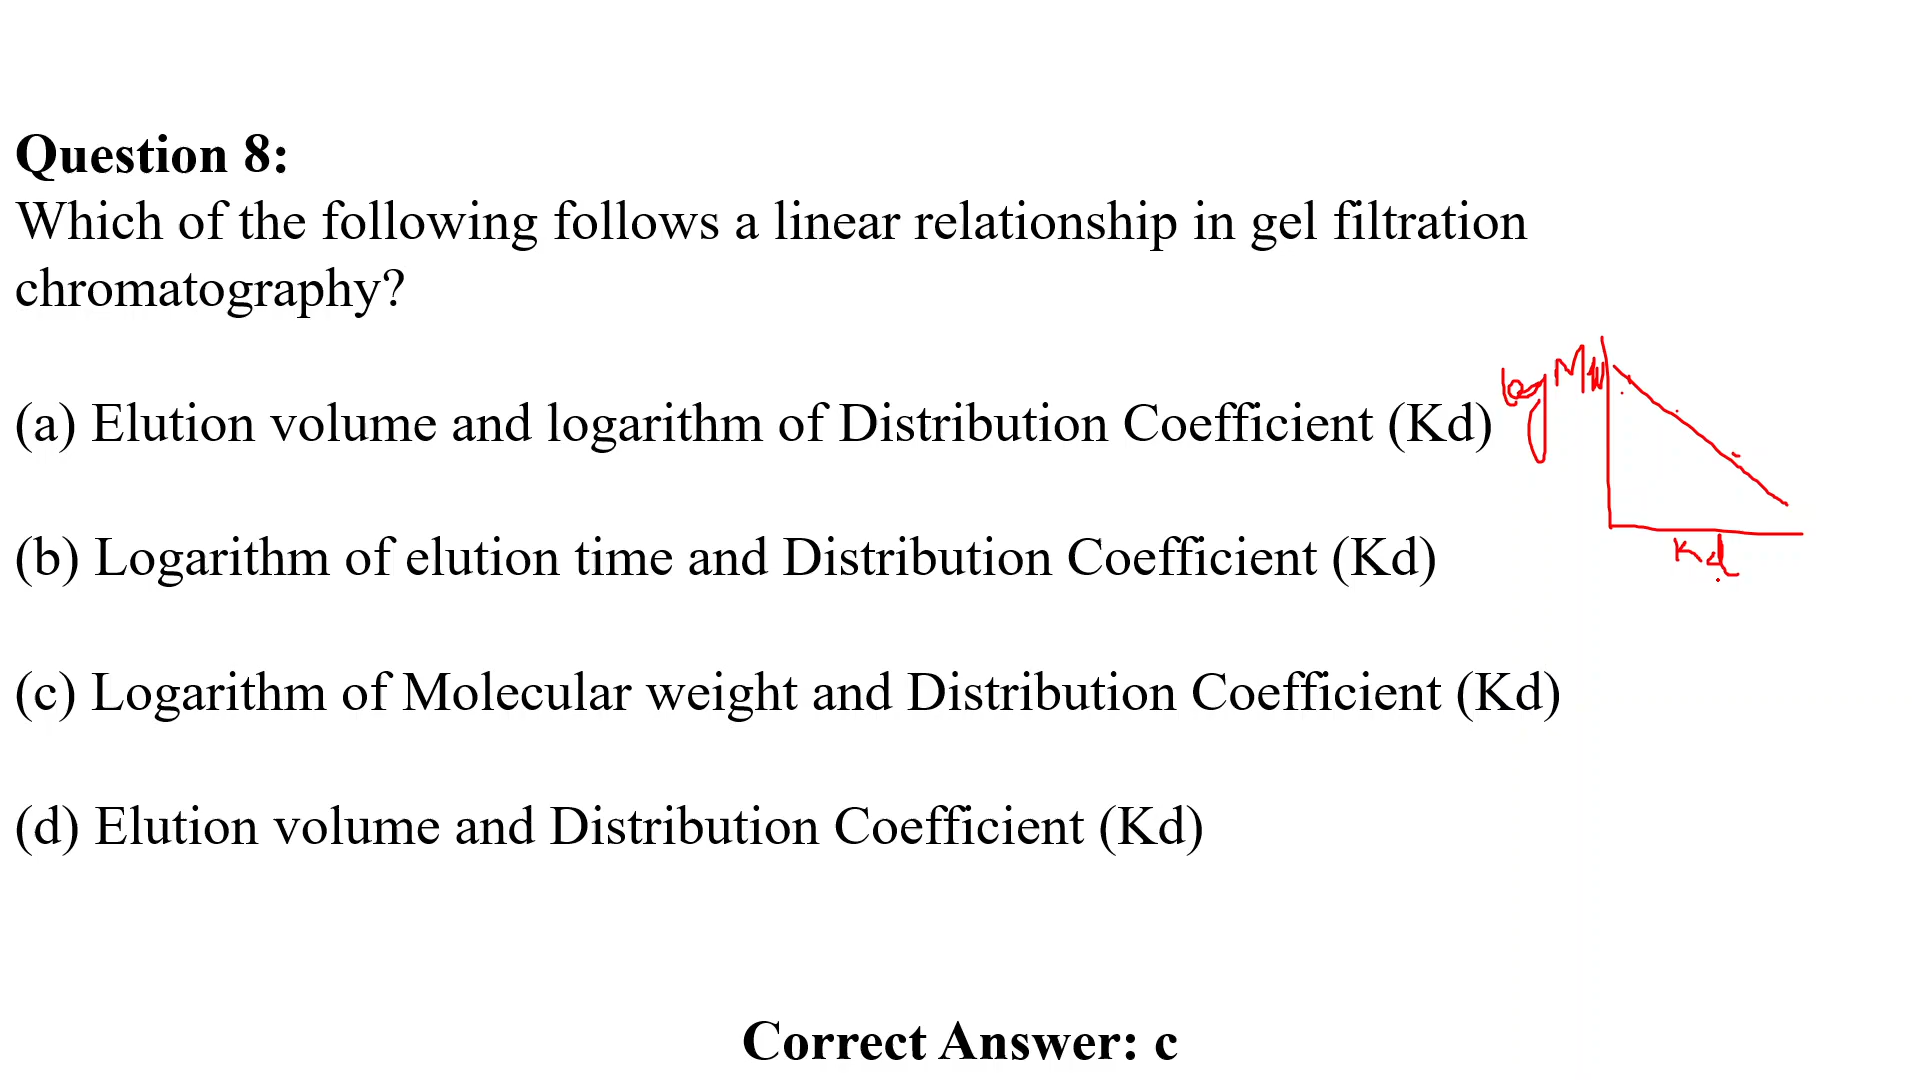 Question 8:
Which of the following follows a linear relationship in gel filtration
chromatography?
(a) Elution volume and logarithm of Distribution Coefficient (Kd)
log Mw
(b) Logarithm of elution time and Distribution Coefficient (Kd)
Kd
(c) Logarithm of Molecular weight and Distribution Coefficient (Kd)
(d) Elution volume and Distribution Coefficient (Kd)
Correct Answer: c